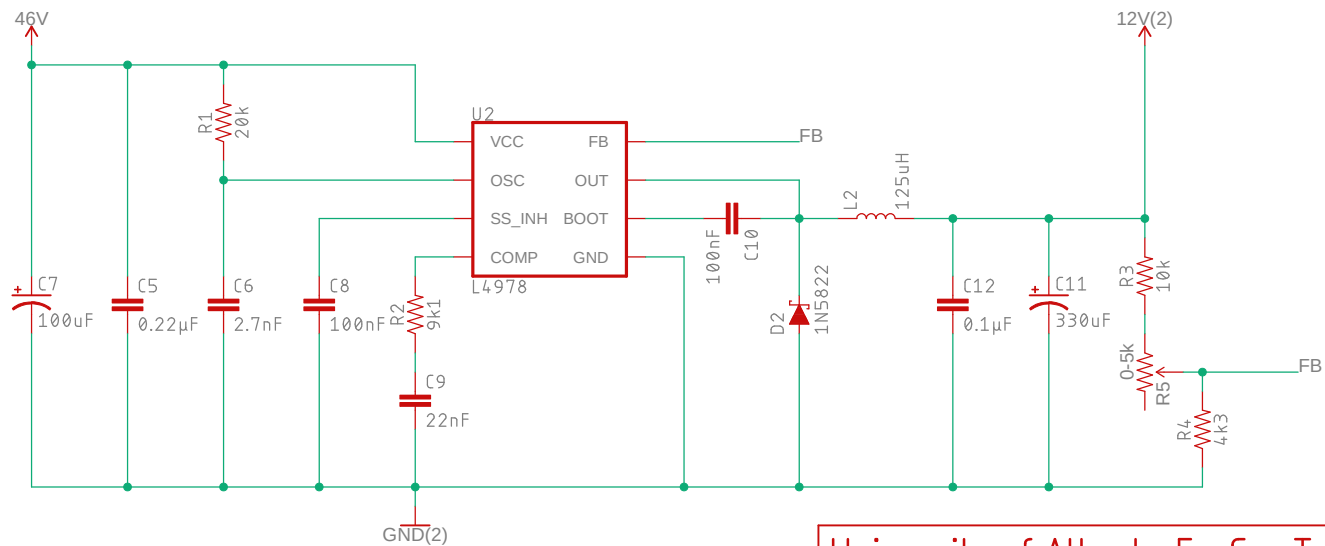 46V
12V(2)
R1
20k
U2
VCC
FB
FB
OSC
OUT
SS_INH
BOOT
COMP
GND
L4978
100nF
C10
L2
125uH
C7
100uF
C5
0.22µF
C6
2.7nF
C8
100nF
R2
9k1
C9
22nF
D2
1N5822
C12
0.1µF
C11
330uF
R3
10k
0-5k
R5
FB
R4
4k3
GND(2)